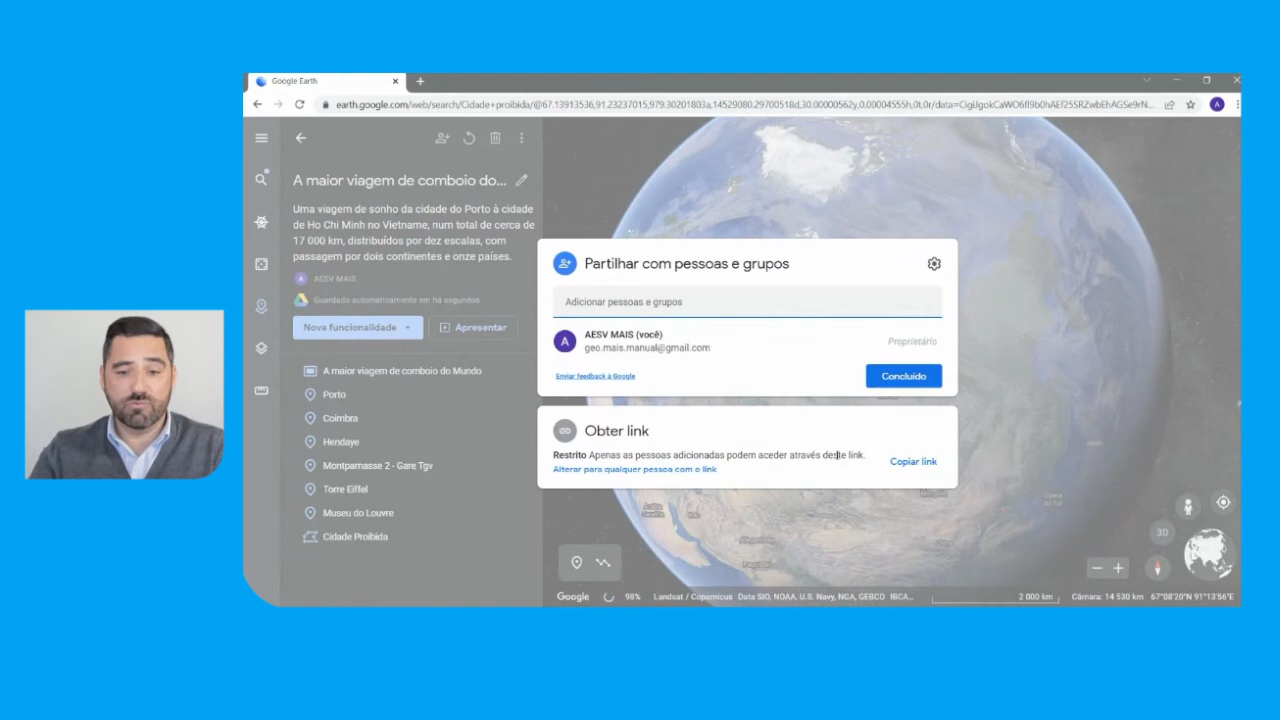 Google Earth
earth.google.com/web/search/Cidade+proibida/@67.13913536,91.23237015,979.30201803a,14529080.29700518d,30.00000562y,0.00004555h,0t,0r/data=
A
A maior viagem de comboio do...
Uma viagem de sonho da cidade do Porto à cidade
de Ho Chi Minh no Vietname, num total de cerca de
17 000 km, distribuídos por dez escalas, com
passagem por dois continentes e onze países.
A AESV MAIS
Guardado automaticamente em há segundos
Nova funcionalidade
Apresentar
A maior viagem de comboio do Mundo
Porto
Coimbra
Hendaye
Montparnasse 2 - Gare Tgv
Torre Eiffel
Museu do Louvre
Cidade Proibida
Partilhar com pessoas e grupos
Adicionar pessoas e grupos
A
AESV MAIS (você)
geo.mais.manual@gmail.com
Proprietário
Enviar feedback à Google
Concluído
Obter link
Restrito Apenas as pessoas adicionadas podem aceder através deste link.
Alterar para qualquer pessoa com o link
Copiar link
3D
Google
98%
Landsat / Copernicus Data SIO, NOAA, U.S. Navy, NGA, GEBCO IBCA...
2 000 km
Câmara: 14 530 km 67°08'20"N 91°13'56"E